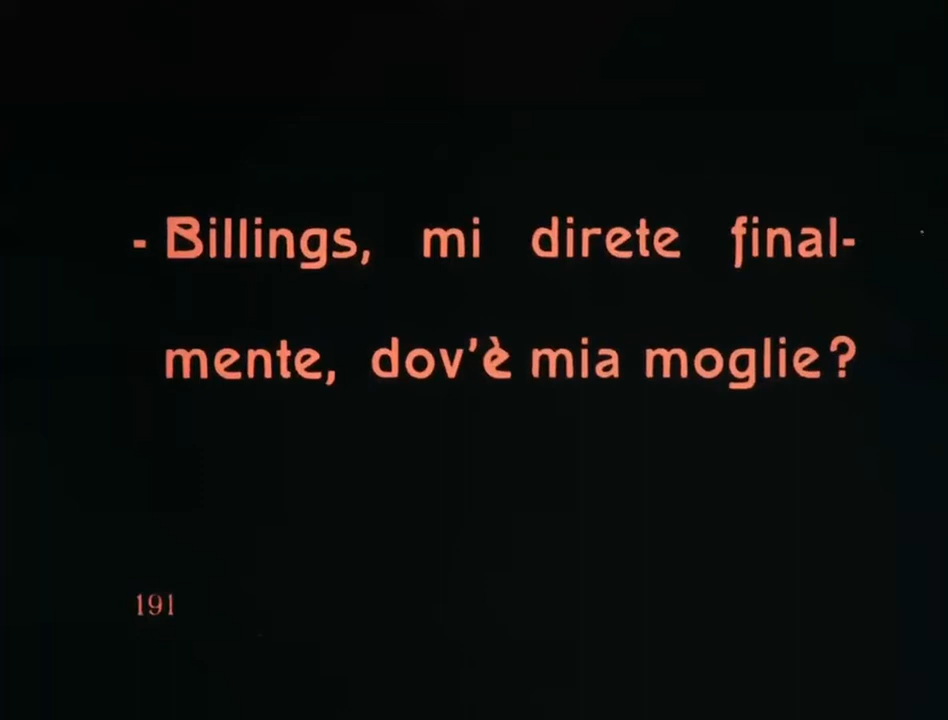 - Billings, mi direte final-
mente, dov'è mia moglie?
191